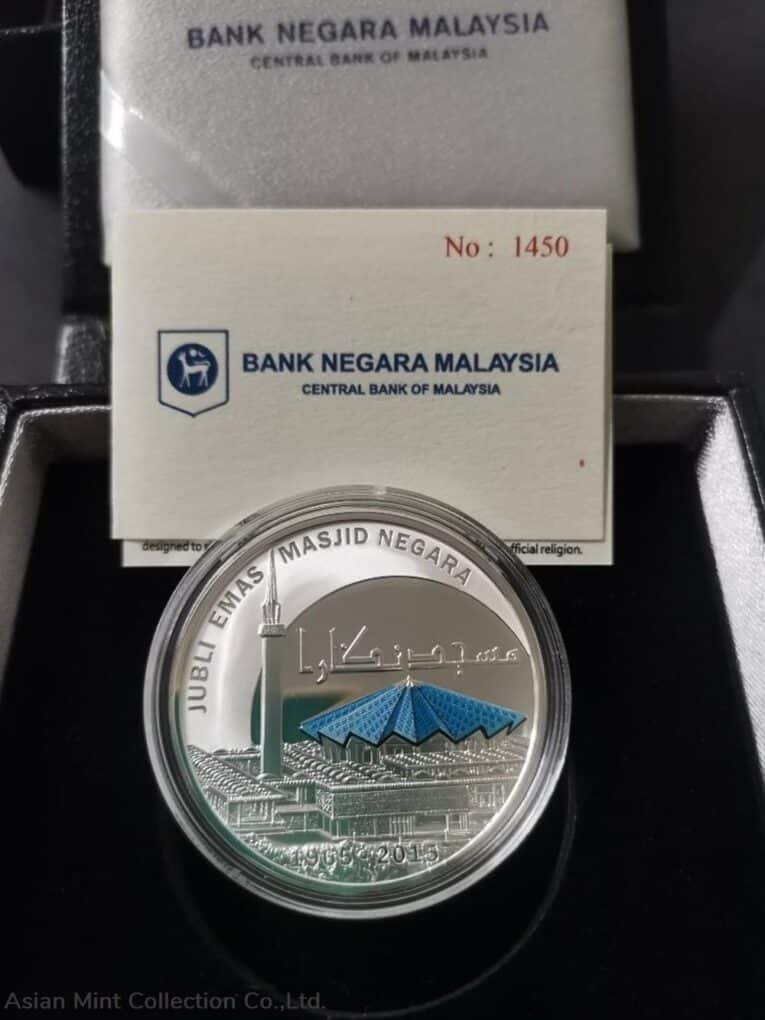 BANK NEGARA MALAYSIA
CENTRAL BANK OF MALAYSIA
No : 1450
BANK NEGARA MALAYSIA
CENTRAL BANK OF MALAYSIA
designed to
official religion.
JUBLI EMAS MASJID NEGARA
مسجد نݢارا
1965 - 2015
Asian Mint Collection Co.,Ltd.